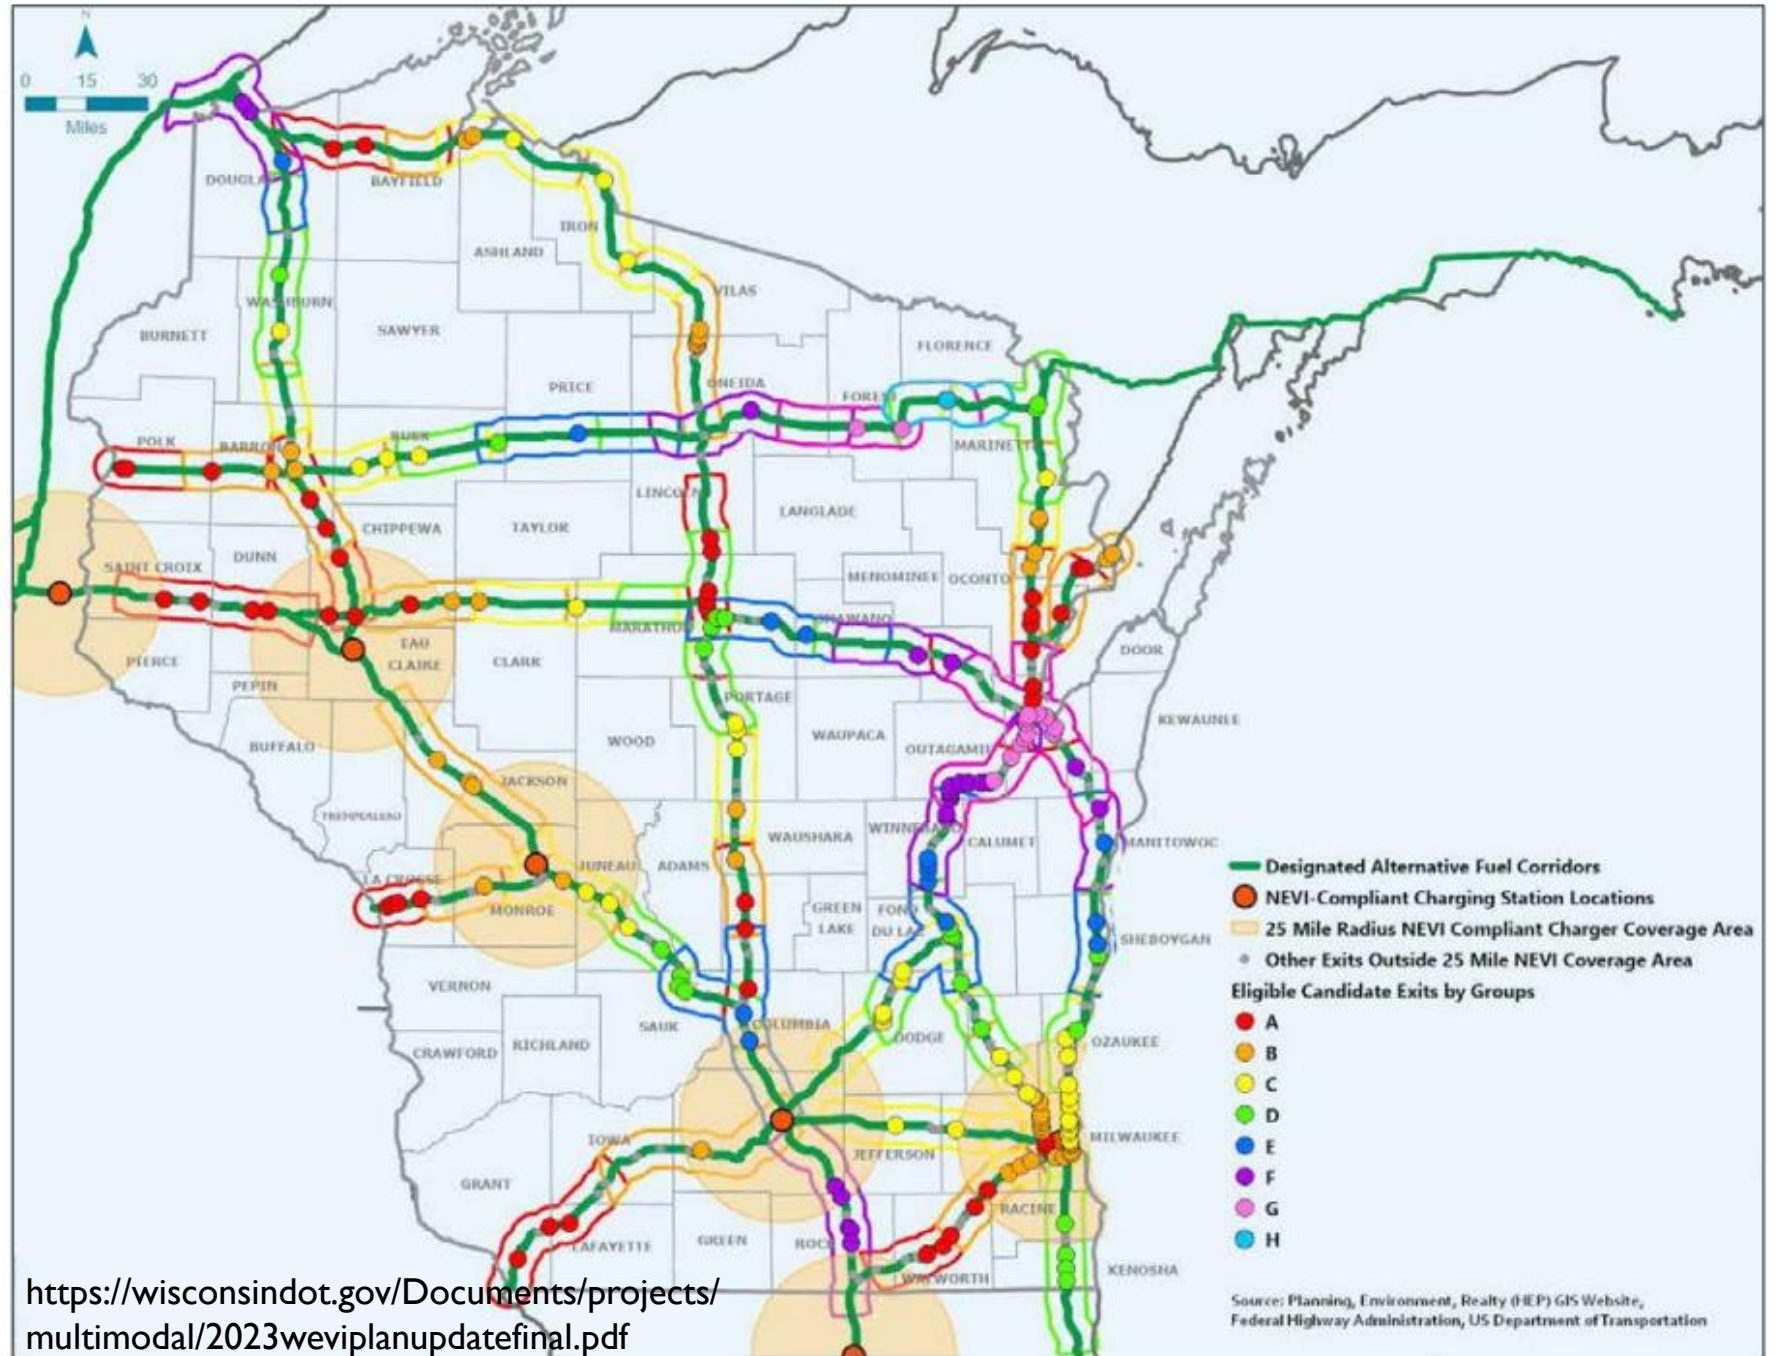 N
0 15 30
Miles
DOUGLAS
BAYFIELD
IRON
ASHLAND
VILAS
WASHBURN
BURNETT
SAWYER
FLORENCE
PRICE
ONEIDA
FOREST
POLK
BARRON
RUSK
MARINETTE
LINCOLN
LANGLADE
CHIPPEWA
TAYLOR
DUNN
SAINT CROIX
MENOMINEE
OCONTO
MARATHON
SHAWANO
EAU
CLAIRE
CLARK
DOOR
PIERCE
PEPIN
PORTAGE
KEWAUNEE
WOOD
WAUPACA
OUTAGAMIE
BUFFALO
JACKSON
TREMPEALEAU
WAUSHARA
WINNEBAGO
CALUMET
MANITOWOC
JUNEAU
ADAMS
LA CROSSE
MONROE
GREEN
LAKE
FOND
DU LAC
SHEBOYGAN
VERNON
SAUK
COLUMBIA
DODGE
OZAUKEE
CRAWFORD
RICHLAND
IOWA
JEFFERSON
MILWAUKEE
GRANT
RACINE
LAFAYETTE
GREEN
ROCK
WALWORTH
KENOSHA
Designated Alternative Fuel Corridors
NEVI-Compliant Charging Station Locations
25 Mile Radius NEVI Compliant Charger Coverage Area
Other Exits Outside 25 Mile NEVI Coverage Area
Eligible Candidate Exits by Groups
A
B
C
D
E
F
G
H
Source: Planning, Environment, Realty (HEP) GIS Website,
Federal Highway Administration, US Department of Transportation
https://wisconsindot.gov/Documents/projects/
multimodal/2023weviplanupdatefinal.pdf